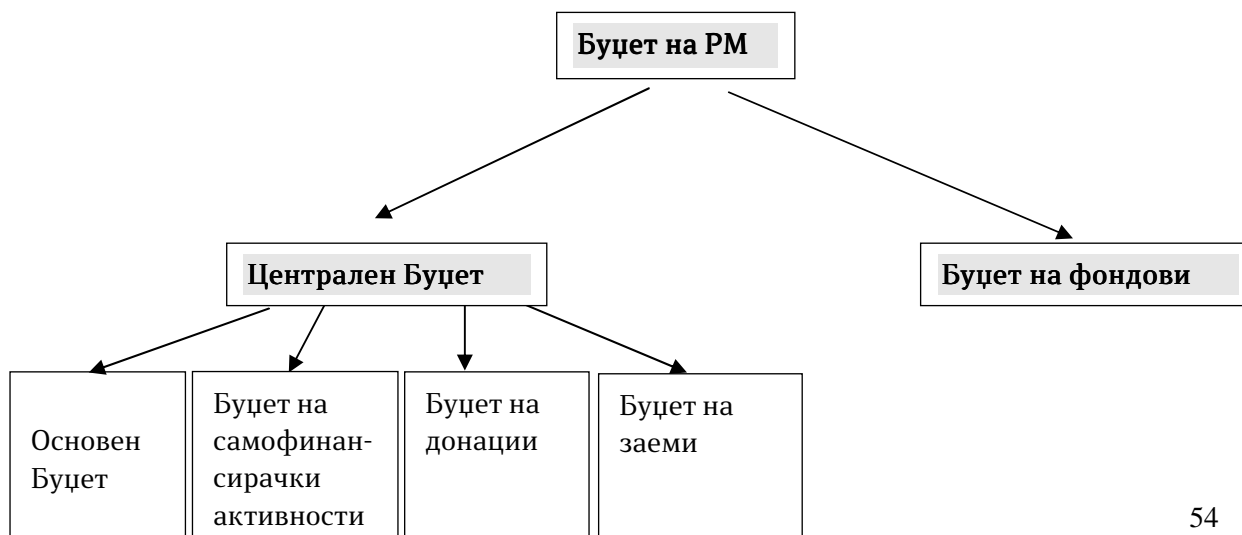 Буџет на РМ
Централен Буџет
Буџет на фондови
Основен
Буџет
Буџет на
самофинан-
сирачки
активности
Буџет на
донации
Буџет на
заеми
54